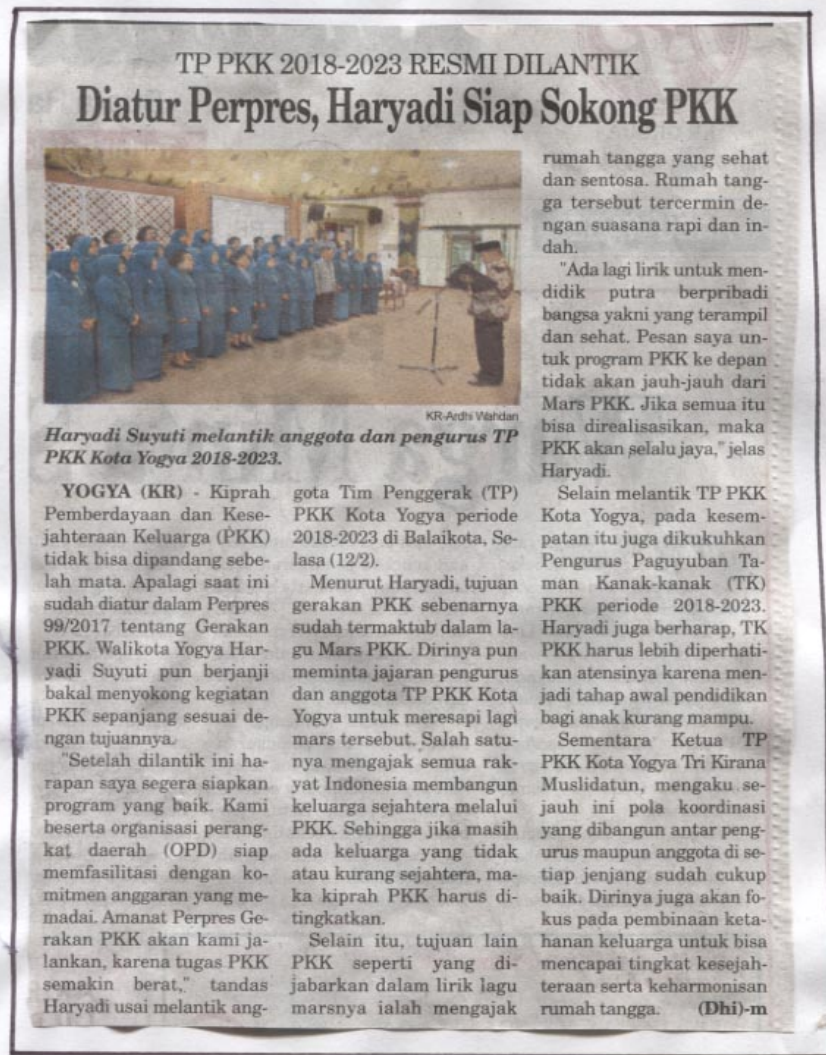 TP PKK 2018-2023 RESMI DILANTIK
Diatur Perpres, Haryadi Siap Sokong PKK
KR-Ardhi Wahdan
Haryadi Suyuti melantik anggota dan pengurus TP
PKK Kota Yogya 2018-2023.
YOGYA (KR) - Kiprah
Pemberdayaan dan Kese-
jahteraan Keluarga (PKK)
tidak bisa dipandang sebe-
lah mata. Apalagi saat ini
sudah diatur dalam Perpres
99/2017 tentang Gerakan
PKK. Walikota Yogya Har-
yadi Suyuti pun berjanji
bakal menyokong kegiatan
PKK sepanjang sesuai de-
ngan tujuannya.
"Setelah dilantik ini ha-
rapan saya segera siapkan
program yang baik. Kami
beserta organisasi perang-
kat daerah (OPD) siap
memfasilitasi dengan ko-
mitmen anggaran yang me-
madai. Amanat Perpres Ge-
rakan PKK akan kami ja-
lankan, karena tugas PKK
semakin berat," tandas
Haryadi usai melantik ang-
gota Tim Penggerak (TP)
PKK Kota Yogya periode
2018-2023 di Balaikota, Se-
lasa (12/2).
Menurut Haryadi, tujuan
gerakan PKK sebenarnya
sudah termaktub dalam la-
gu Mars PKK. Dirinya pun
meminta jajaran pengurus
dan anggota TP PKK Kota
Yogya untuk meresapi lagi
mars tersebut. Salah satu-
nya mengajak semua rak-
yat Indonesia membangun
keluarga sejahtera melalui
PKK. Sehingga jika masih
ada keluarga yang tidak
atau kurang sejahtera, ma-
ka kiprah PKK harus di-
tingkatkan.
Selain itu, tujuan lain
PKK seperti yang di-
jabarkan dalam lirik lagu
marsnya ialah mengajak
rumah tangga yang sehat
dan sentosa. Rumah tang-
ga tersebut tercermin de-
ngan suasana rapi dan in-
dah.
"Ada lagi lirik untuk men-
didik putra berpribadi
bangsa yakni yang terampil
dan sehat. Pesan saya un-
tuk program PKK ke depan
tidak akan jauh-jauh dari
Mars PKK. Jika semua itu
bisa direalisasikan, maka
PKK akan selalu jaya," jelas
Haryadi.
Selain melantik TP PKK
Kota Yogya, pada kesem-
patan itu juga dikukuhkan
Pengurus Paguyuban Ta-
man Kanak-kanak (TK)
PKK periode 2018-2023.
Haryadi juga berharap, TK
PKK harus lebih diperhati-
kan atensinya karena men-
jadi tahap awal pendidikan
bagi anak kurang mampu.
Sementara Ketua TP
PKK Kota Yogya Tri Kirana
Muslidatun, mengaku se-
jauh ini pola koordinasi
yang dibangun antar peng-
urus maupun anggota di se-
tiap jenjang sudah cukup
baik. Dirinya juga akan fo-
kus pada pembinaan keta-
hanan keluarga untuk bisa
mencapai tingkat kesejah-
teraan serta keharmonisan
rumah tangga. (Dhi)-m